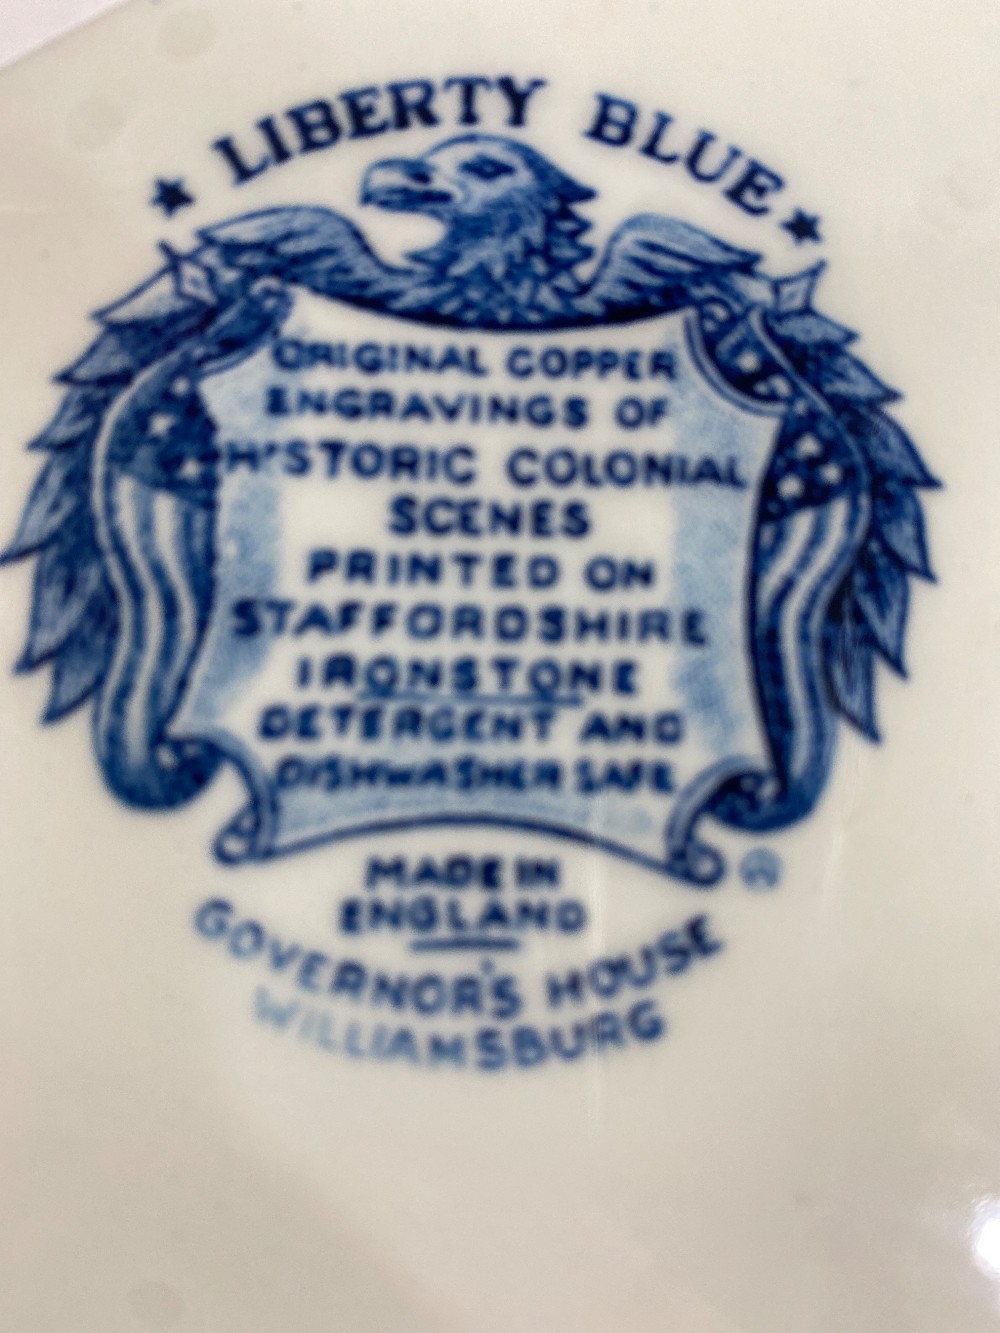 ★ LIBERTY BLUE ★
ORIGINAL COPPER
ENGRAVINGS OF
HISTORIC COLONIAL
SCENES
PRINTED ON
STAFFORDSHIRE
IRONSTONE
DETERGENT AND
DISHWASHER SAFE
MADE IN
ENGLAND
GOVERNOR'S HOUSE
WILLIAMSBURG